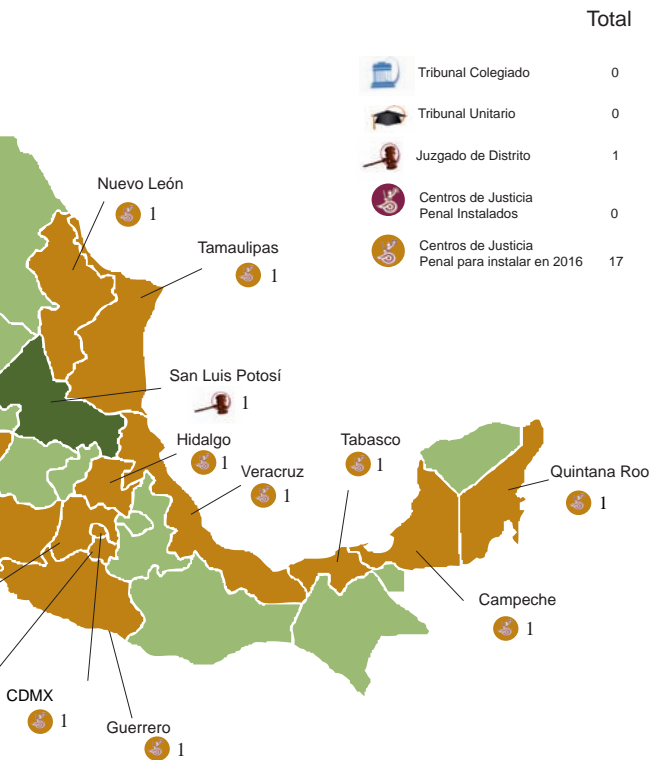 Total
Tribunal Colegiado 0
Tribunal Unitario 0
Juzgado de Distrito 1
Centros de Justicia
Penal Instalados 0
Centros de Justicia
Penal para instalar en 2016 17
Nuevo León
1
Tamaulipas
1
San Luis Potosí
1
Hidalgo
1
Veracruz
1
Tabasco
1
Quintana Roo
1
Campeche
1
CDMX
1
Guerrero
1